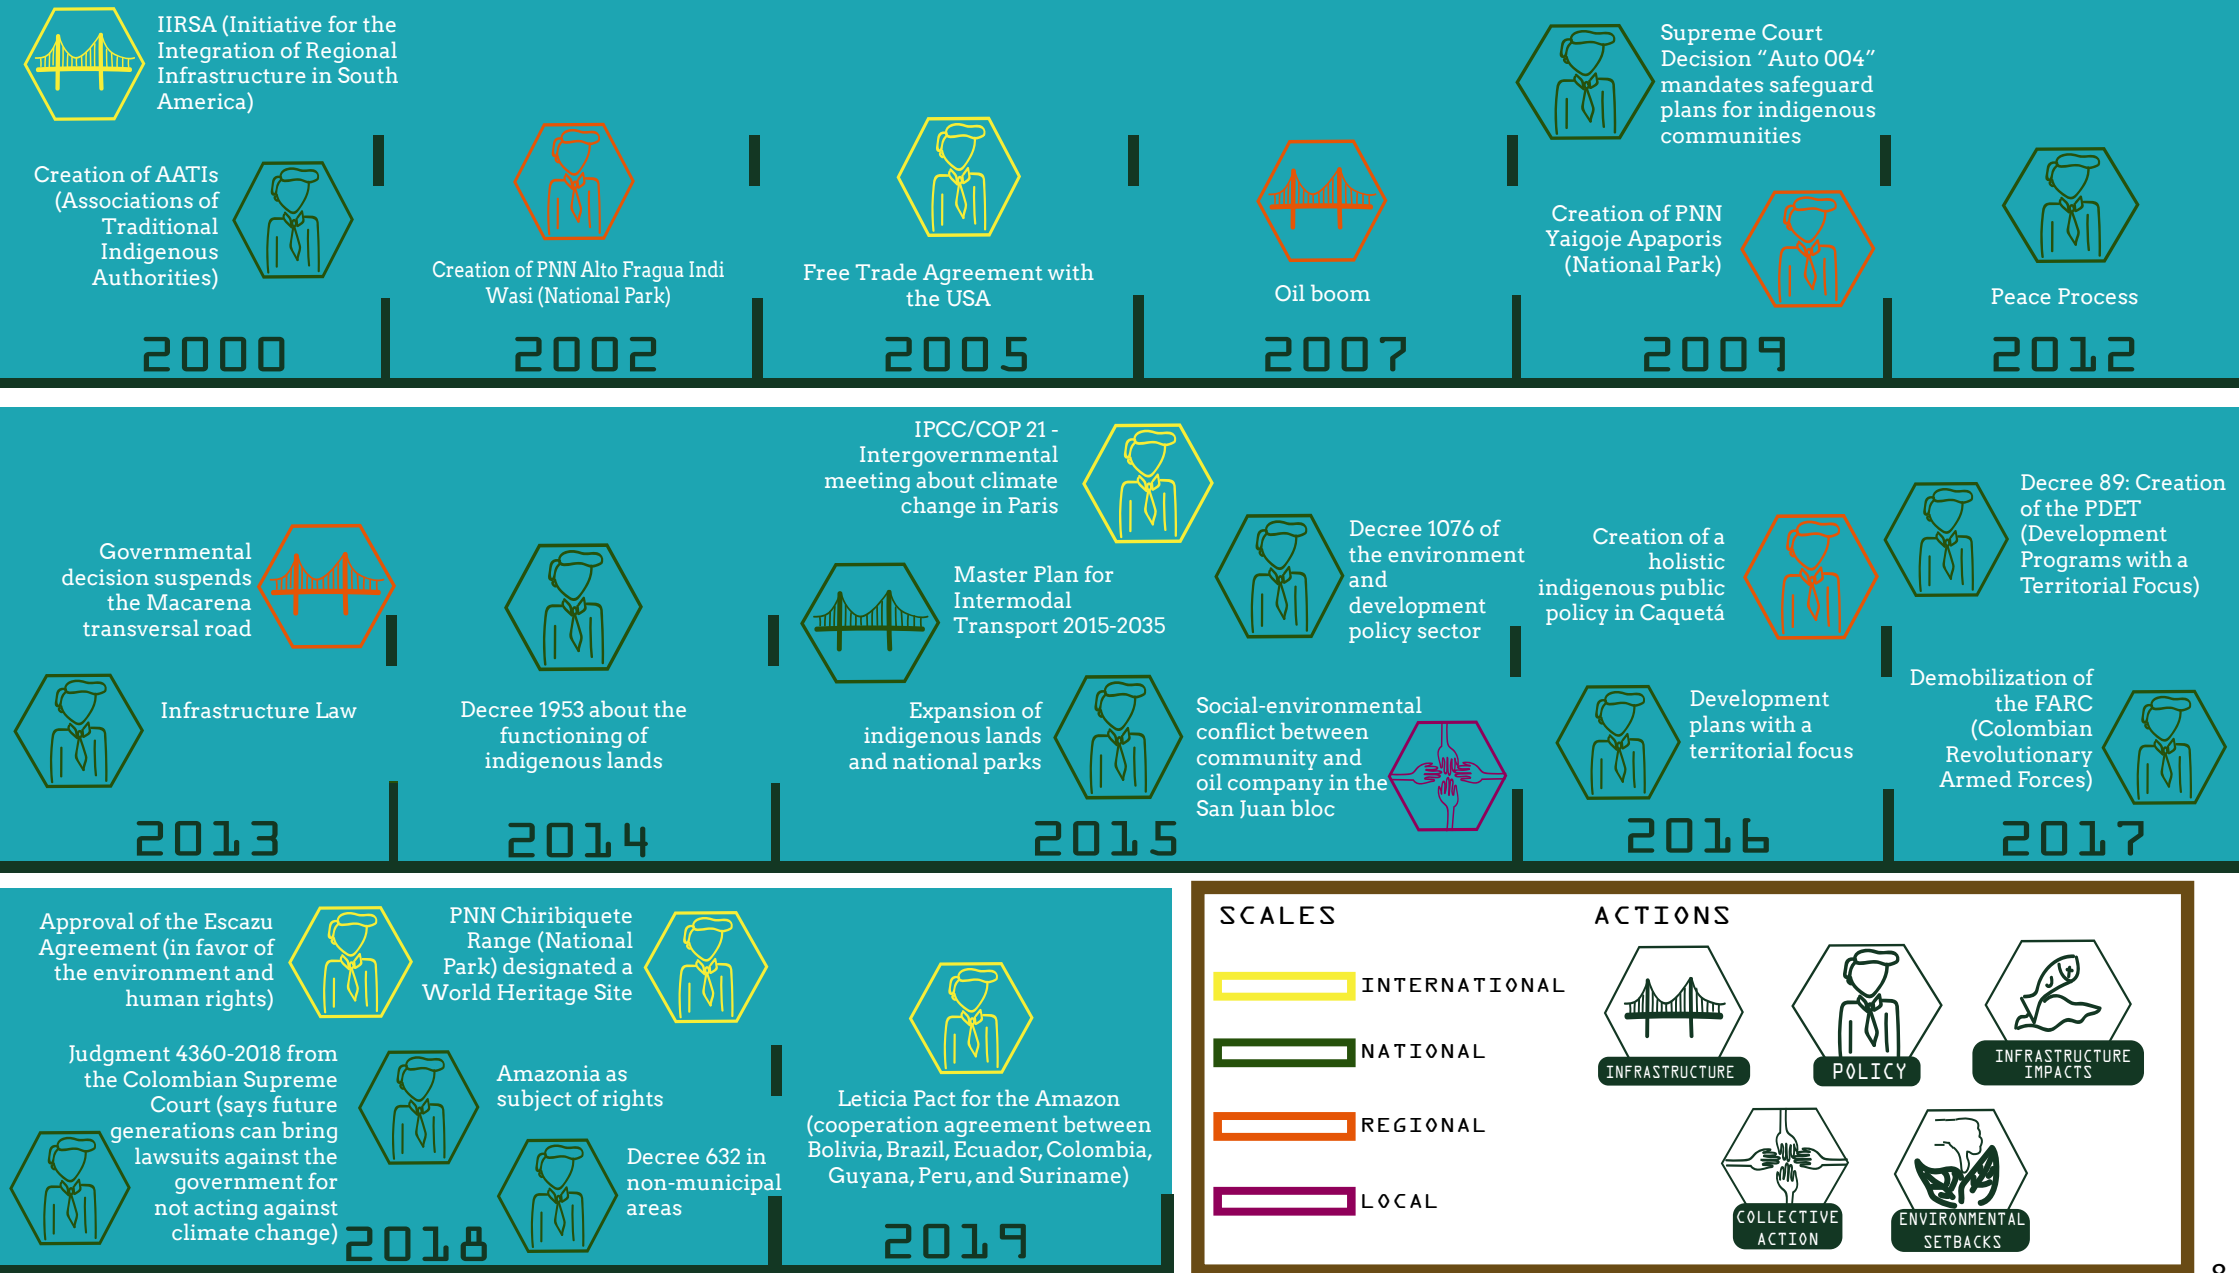 IIRSA (Initiative for the
Integration of Regional
Infrastructure in South
America)
Creation of AATIs
(Associations of
Traditional
Indigenous
Authorities)
2000
Creation of PNN Alto Fragua Indi
Wasi (National Park)
2002
Free Trade Agreement with
the USA
2005
Oil boom
2007
Supreme Court
Decision “Auto 004”
mandates safeguard
plans for indigenous
communities
Creation of PNN
Yaigoje Apaporis
(National Park)
2009
Peace Process
2012
Governmental
decision suspends
the Macarena
transversal road
Infrastructure Law
2013
Decree 1953 about the
functioning of
indigenous lands
2014
IPCC/COP 21 -
Intergovernmental
meeting about climate
change in Paris
Master Plan for
Intermodal
Transport 2015-2035
Decree 1076 of
the environment
and
development
policy sector
Expansion of
indigenous lands
and national parks
Social-environmental
conflict between
community and
oil company in the
San Juan bloc
2015
Creation of a
holistic
indigenous public
policy in Caquetá
Development
plans with a
territorial focus
2016
Decree 89: Creation
of the PDET
(Development
Programs with a
Territorial Focus)
Demobilization of
the FARC
(Colombian
Revolutionary
Armed Forces)
2017
Approval of the Escazu
Agreement (in favor of
the environment and
human rights)
PNN Chiribiquete
Range (National
Park) designated a
World Heritage Site
Judgment 4360-2018 from
the Colombian Supreme
Court (says future
generations can bring
lawsuits against the
government for
not acting against
climate change)
Amazonia as
subject of rights
Decree 632 in
non-municipal
areas
2018
Leticia Pact for the Amazon
(cooperation agreement between
Bolivia, Brazil, Ecuador, Colombia,
Guyana, Peru, and Suriname)
2019
SCALES
INTERNATIONAL
NATIONAL
REGIONAL
LOCAL
ACTIONS
INFRASTRUCTURE
POLICY
INFRASTRUCTURE
IMPACTS
COLLECTIVE
ACTION
ENVIRONMENTAL
SETBACKS